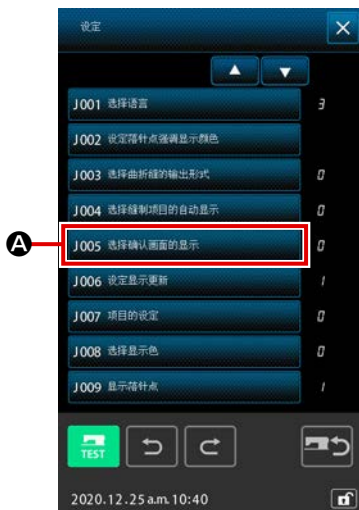 设定
J001 选择语言 3
J002 设定落针点强调显示颜色
J003 选择曲折缝的输出形式 0
J004 选择缝制项目的自动显示 0
A J005 选择确认画面的显示 0
J006 设定显示更新 1
J007 项目的设定 0
J008 选择显示色 0
J009 显示落针点 1
TEST
2020.12.25 a.m. 10:40